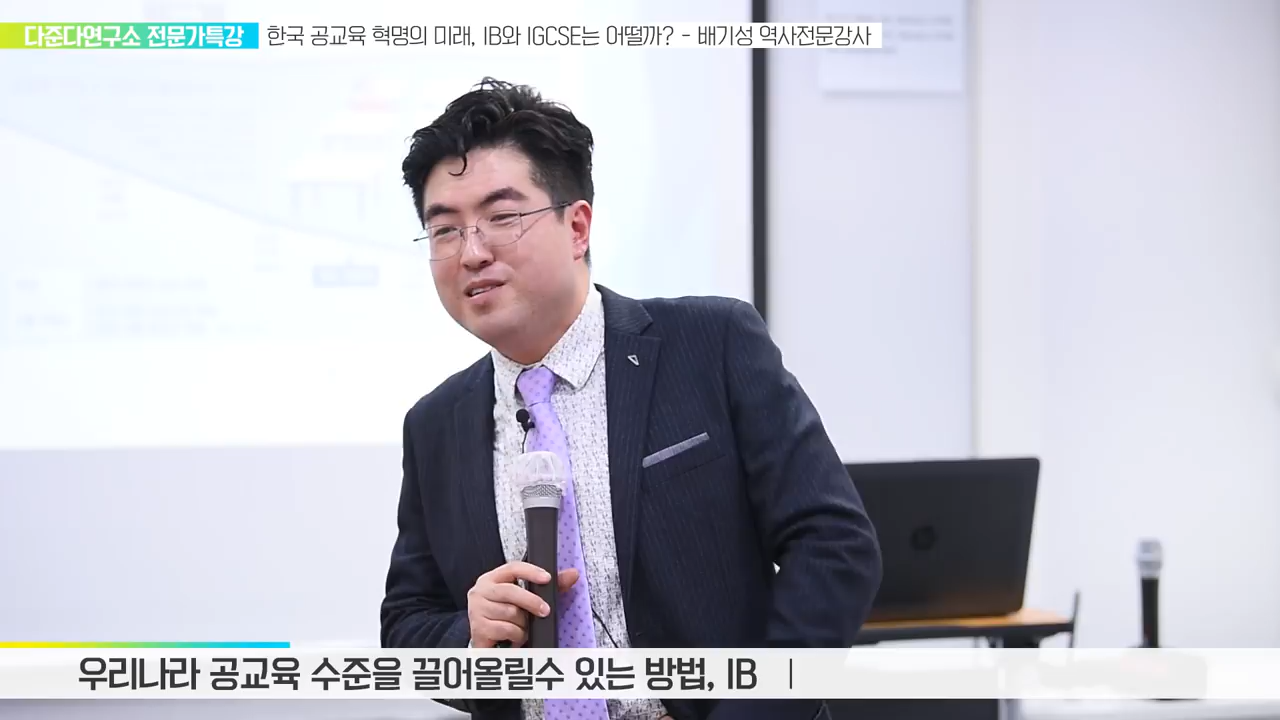 다준다연구소 전문가특강 한국 공교육 혁명의 미래, IB와 IGCSE는 어떨까? - 배기성 역사전문강사
우리나라 공교육 수준을 끌어올릴수 있는 방법, IB